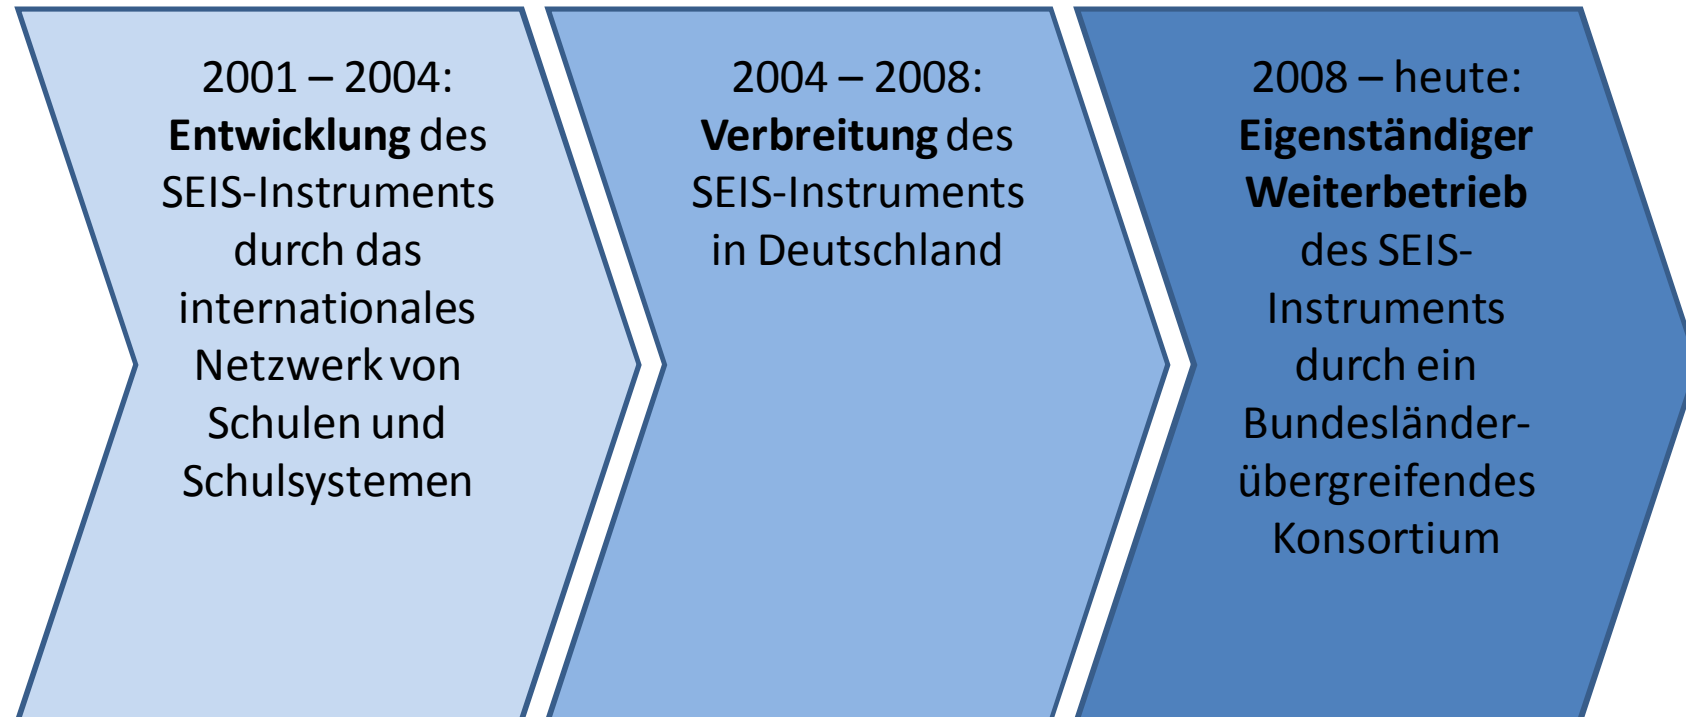 2001 – 2004:
Entwicklung des
SEIS-Instruments
durch das
internationales
Netzwerk von
Schulen und
Schulsystemen
2004 – 2008:
Verbreitung des
SEIS-Instruments
in Deutschland
2008 – heute:
Eigenständiger
Weiterbetrieb
des SEIS-
Instruments
durch ein
Bundesländer-
übergreifendes
Konsortium